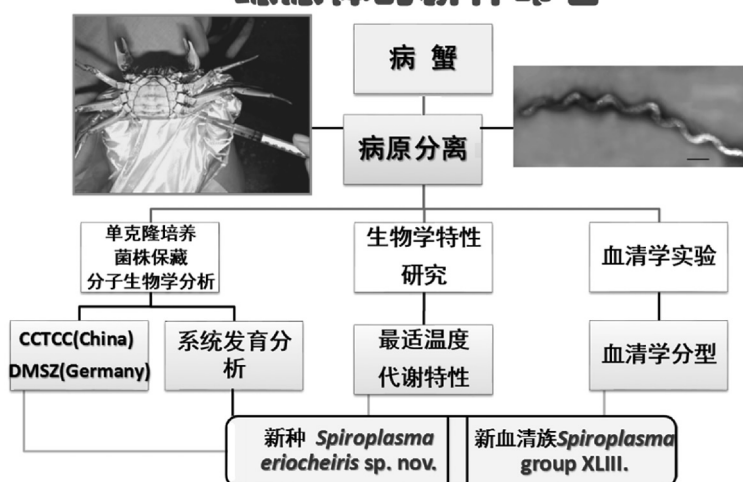 病 蟹
病原分离
单克隆培养
菌株保藏
分子生物学分析
生物学特性
研究
血清学实验
CCTCC(China)
DMSZ(Germany)
系统发育分
析
最适温度
代谢特性
血清学分型
新种 Spiroplasma
eriocheiris sp. nov.
新血清族Spiroplasma
group XLIII.